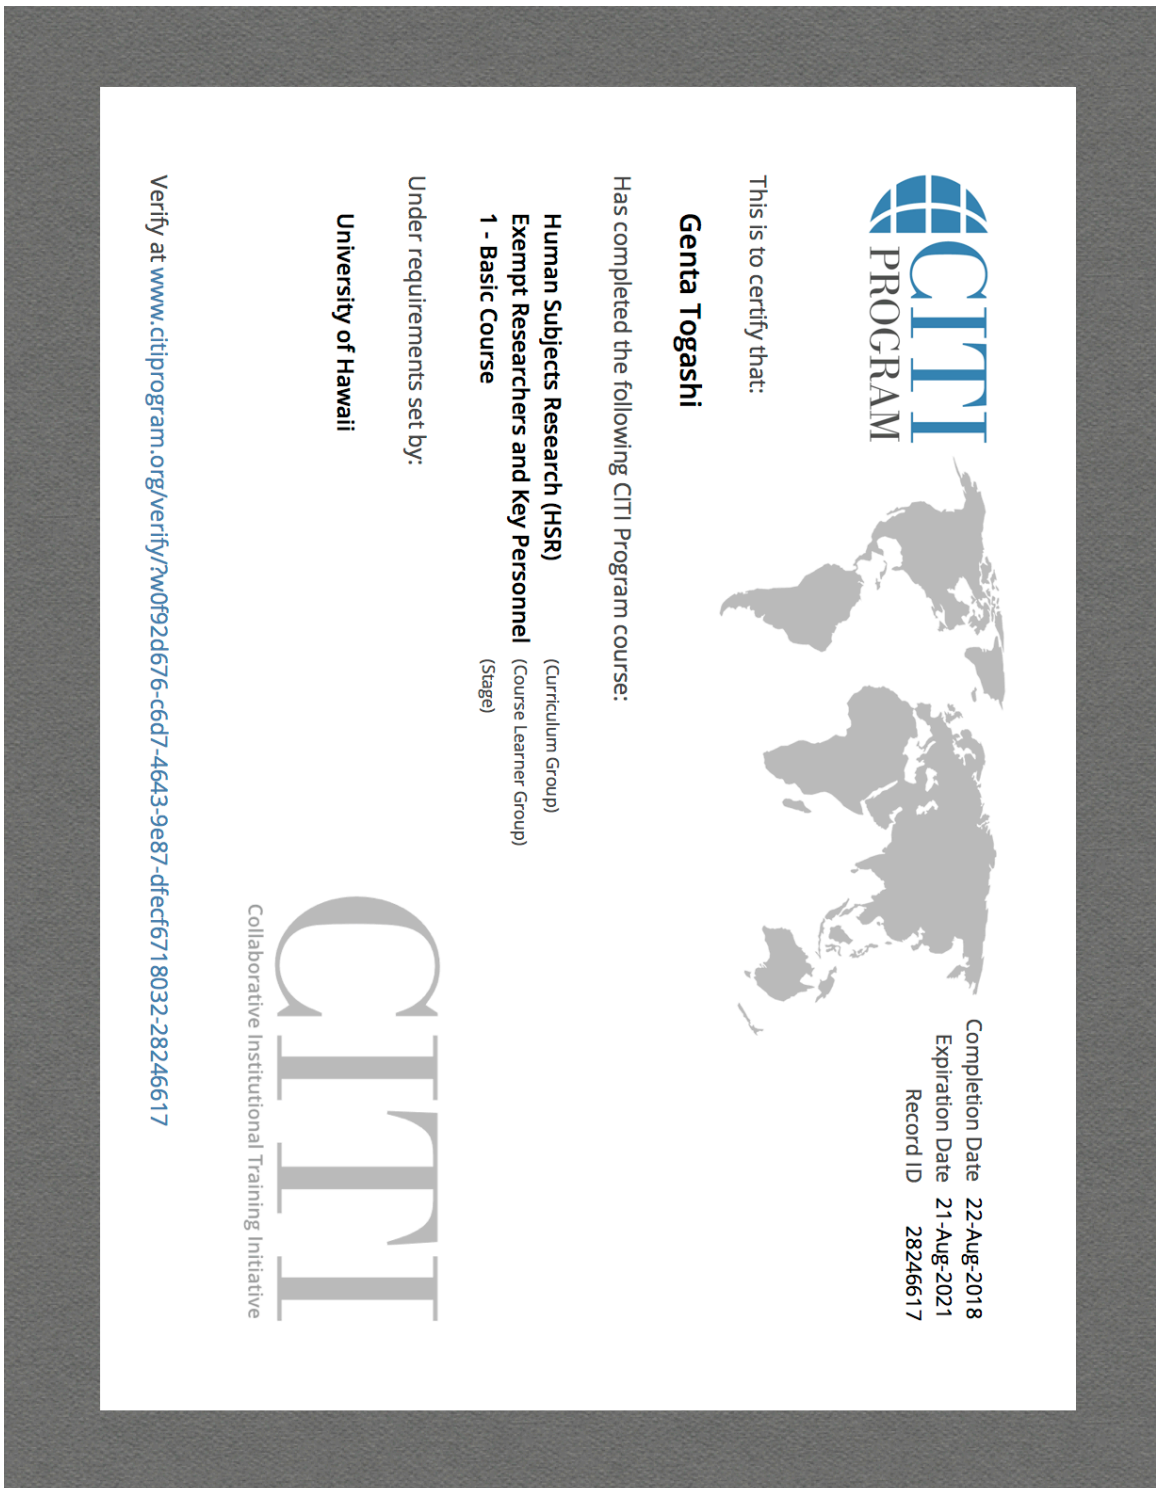 CITI
PROGRAM
Completion Date 22-Aug-2018
Expiration Date 21-Aug-2021
Record ID 28246617
This is to certify that:
Genta Togashi
Has completed the following CITI Program course:
Human Subjects Research (HSR) (Curriculum Group)
Exempt Researchers and Key Personnel (Course Learner Group)
1 - Basic Course (Stage)
Under requirements set by:
University of Hawaii
CITI
Collaborative Institutional Training Initiative
Verify at www.citiprogram.org/verify/?w0f92d676-c6d7-4643-9e87-dfecf6718032-28246617